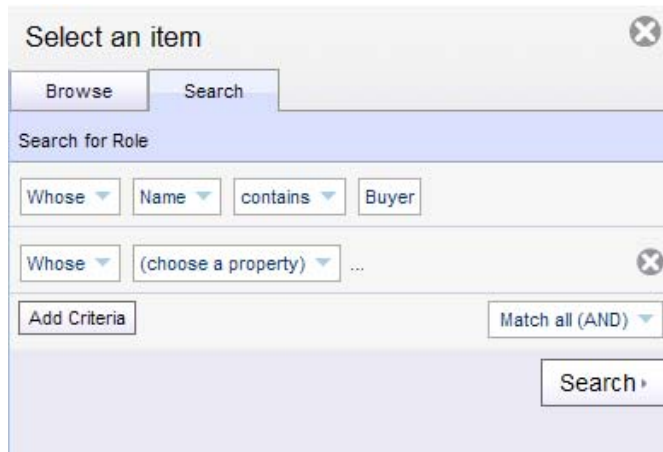 Select an item
Browse Search
Search for Role
Whose Name contains Buyer
Whose (choose a property) ...
Add Criteria Match all (AND)
Search